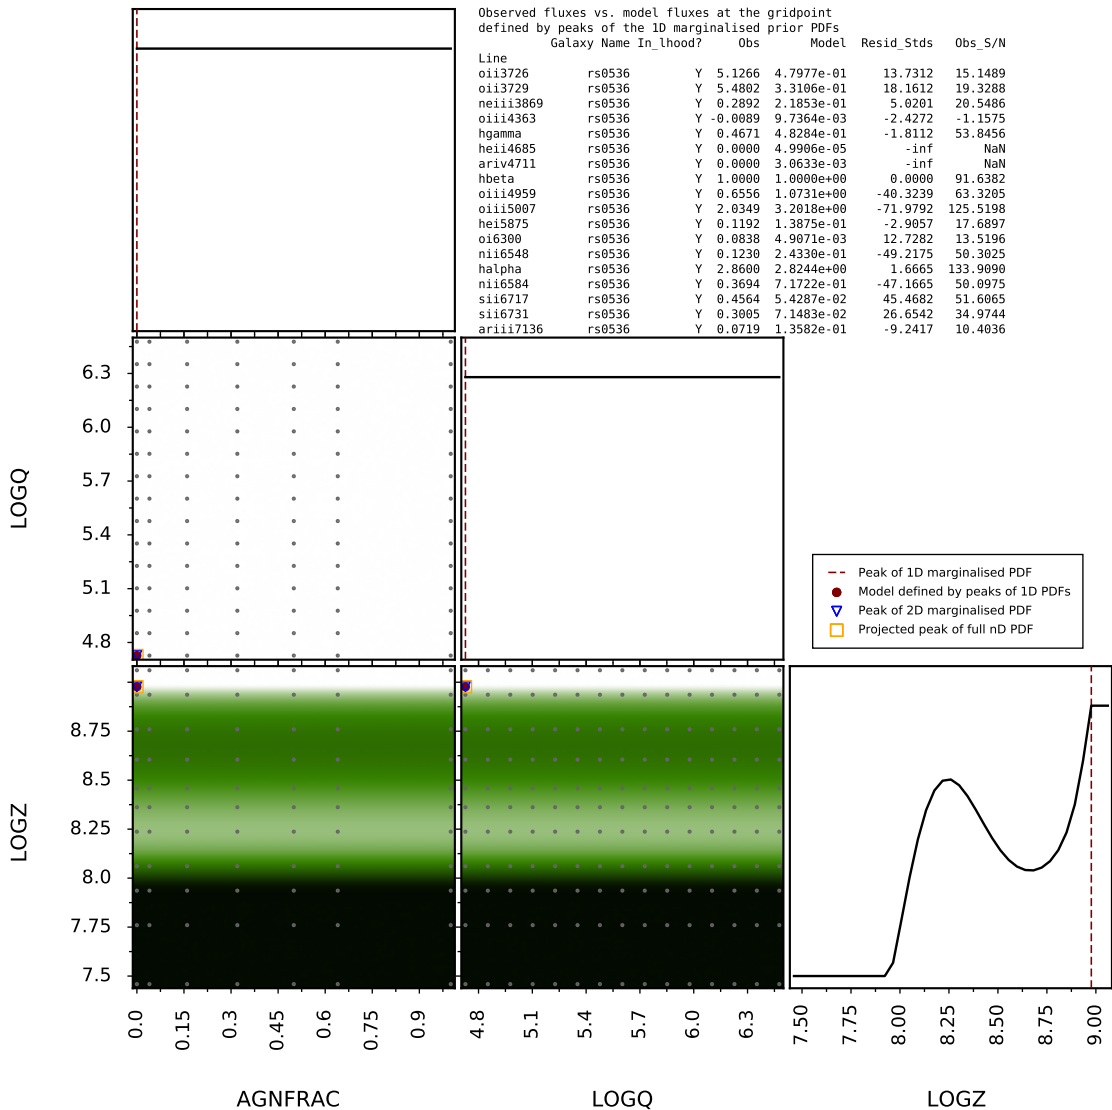 Observed fluxes vs. model fluxes at the gridpoint
defined by peaks of the 1D marginalised prior PDFs
Galaxy Name In_lhood? Obs Model Resid_Stds Obs_S/N
Line
oii3726 rs0536 Y 5.1266 4.7977e-01 13.7312 15.1489
oii3729 rs0536 Y 5.4802 3.3106e-01 18.1612 19.3288
neiii3869 rs0536 Y 0.2892 2.1853e-01 5.0201 20.5486
oiii4363 rs0536 Y -0.0089 9.7364e-03 -2.4272 -1.1575
hgamma rs0536 Y 0.4671 4.8284e-01 -1.8112 53.8456
heii4685 rs0536 Y 0.0000 4.9906e-05 -inf NaN
ariv4711 rs0536 Y 0.0000 3.0633e-03 -inf NaN
hbeta rs0536 Y 1.0000 1.0000e+00 0.0000 91.6382
oiii4959 rs0536 Y 0.6556 1.0731e+00 -40.3239 63.3205
oiii5007 rs0536 Y 2.0349 3.2018e+00 -71.9792 125.5198
hei5875 rs0536 Y 0.1192 1.3875e-01 -2.9057 17.6897
oi6300 rs0536 Y 0.0838 4.9071e-03 12.7282 13.5196
nii6548 rs0536 Y 0.1230 2.4330e-01 -49.2175 50.3025
halpha rs0536 Y 2.8600 2.8244e+00 1.6665 133.9090
nii6584 rs0536 Y 0.3694 7.1722e-01 -47.1665 50.0975
sii6717 rs0536 Y 0.4564 5.4287e-02 45.4682 51.6065
sii6731 rs0536 Y 0.3005 7.1483e-02 26.6542 34.9744
ariii7136 rs0536 Y 0.0719 1.3582e-01 -9.2417 10.4036
LOGQ
6.3
6.0
5.7
5.4
5.1
4.8
Peak of 1D marginalised PDF
Model defined by peaks of 1D PDFs
Peak of 2D marginalised PDF
Projected peak of full nD PDF
LOGZ
8.75
8.5
8.25
8.0
7.75
7.5
0.0 0.15 0.3 0.45 0.6 0.75 0.9
4.8 5.1 5.4 5.7 6.0 6.3
7.50 7.75 8.00 8.25 8.50 8.75 9.00
AGNFRAC LOGQ LOGZ